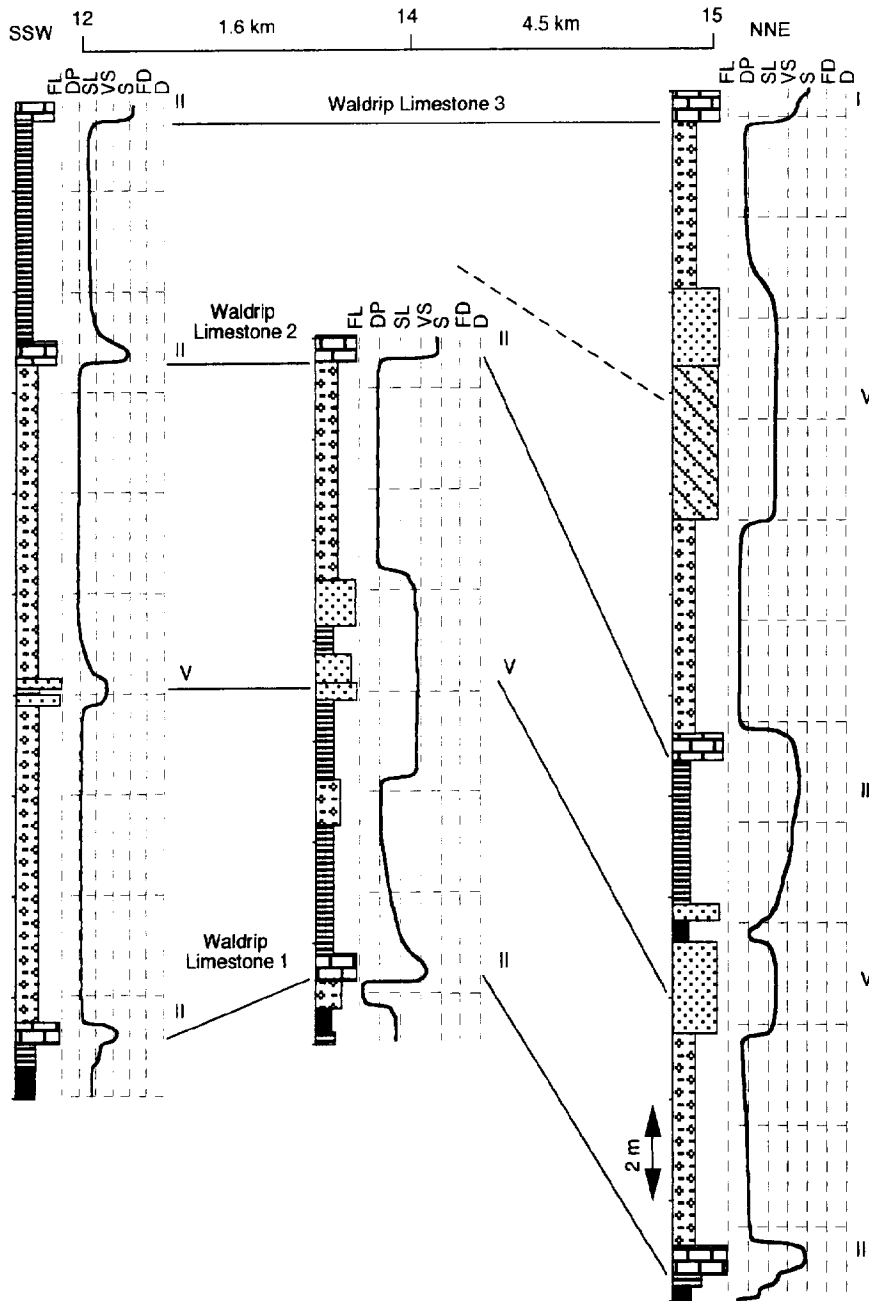 12 14 15
SSW 1.6 km 4.5 km NNE
FL DP SL VS S FD D
FL DP SL VS S FD D
II Waldrip Limestone 3 I
Waldrip
Limestone 2
FL DP SL VS S FD D
II II
V
V V
II
Waldrip
Limestone 1
II
V
II
2 m
II